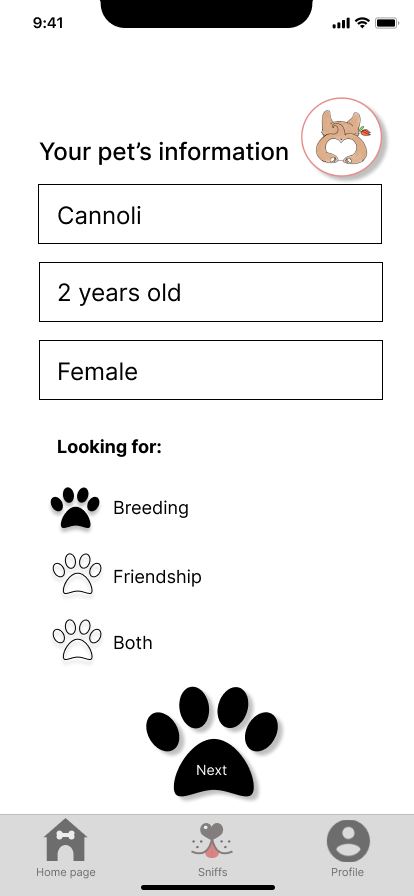 9:41
Your pet’s information
Cannoli
2 years old
Female
Looking for:
Breeding
Friendship
Both
Next
Home page
Sniffs
Profile